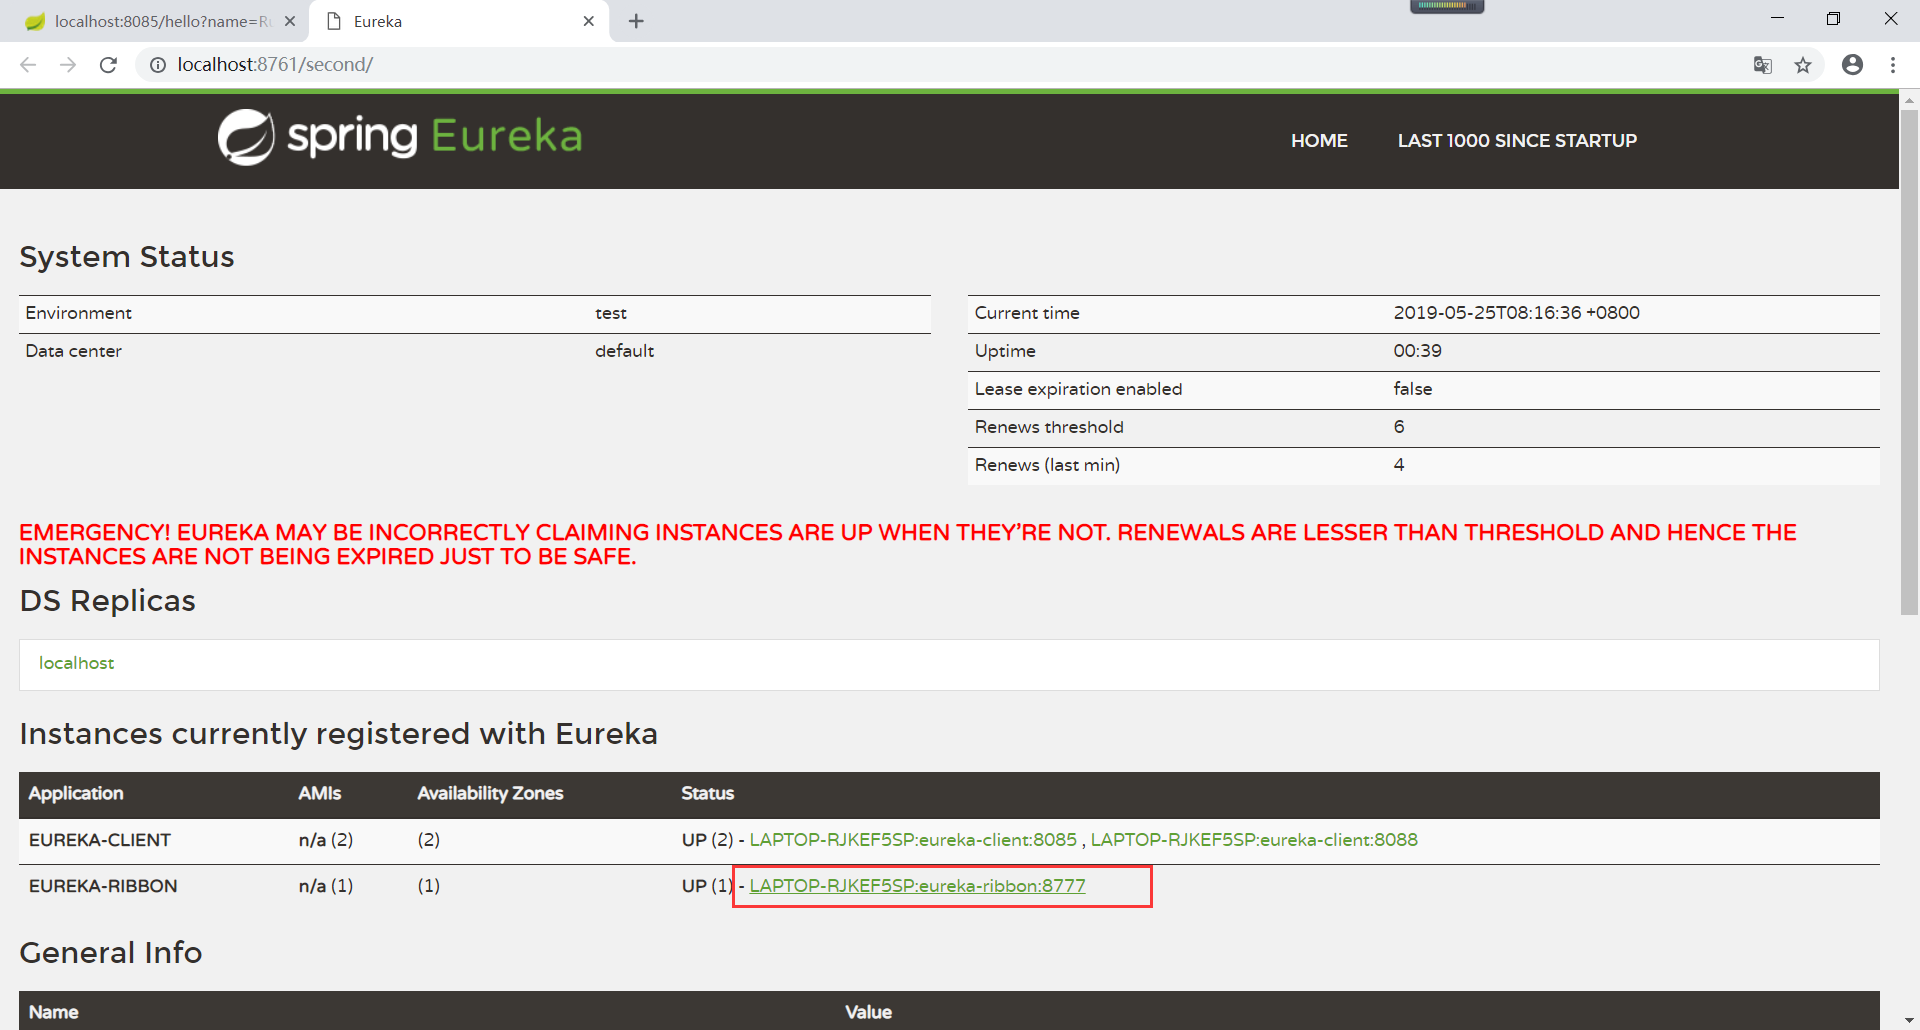 localhost:8085/hello?name=Ru
Eureka
localhost:8761/second/
spring Eureka
HOME
LAST 1000 SINCE STARTUP
System Status
Environment test
Data center default
Current time 2019-05-25T08:16:36 +0800
Uptime 00:39
Lease expiration enabled false
Renews threshold 6
Renews (last min) 4
EMERGENCY! EUREKA MAY BE INCORRECTLY CLAIMING INSTANCES ARE UP WHEN THEY'RE NOT. RENEWALS ARE LESSER THAN THRESHOLD AND HENCE THE
INSTANCES ARE NOT BEING EXPIRED JUST TO BE SAFE.
DS Replicas
localhost
Instances currently registered with Eureka
Application AMIs Availability Zones Status
EUREKA-CLIENT n/a (2) (2) UP (2) - LAPTOP-RJKEF5SP:eureka-client:8085 , LAPTOP-RJKEF5SP:eureka-client:8088
EUREKA-RIBBON n/a (1) (1) UP (1) - LAPTOP-RJKEF5SP:eureka-ribbon:8777
General Info
Name Value